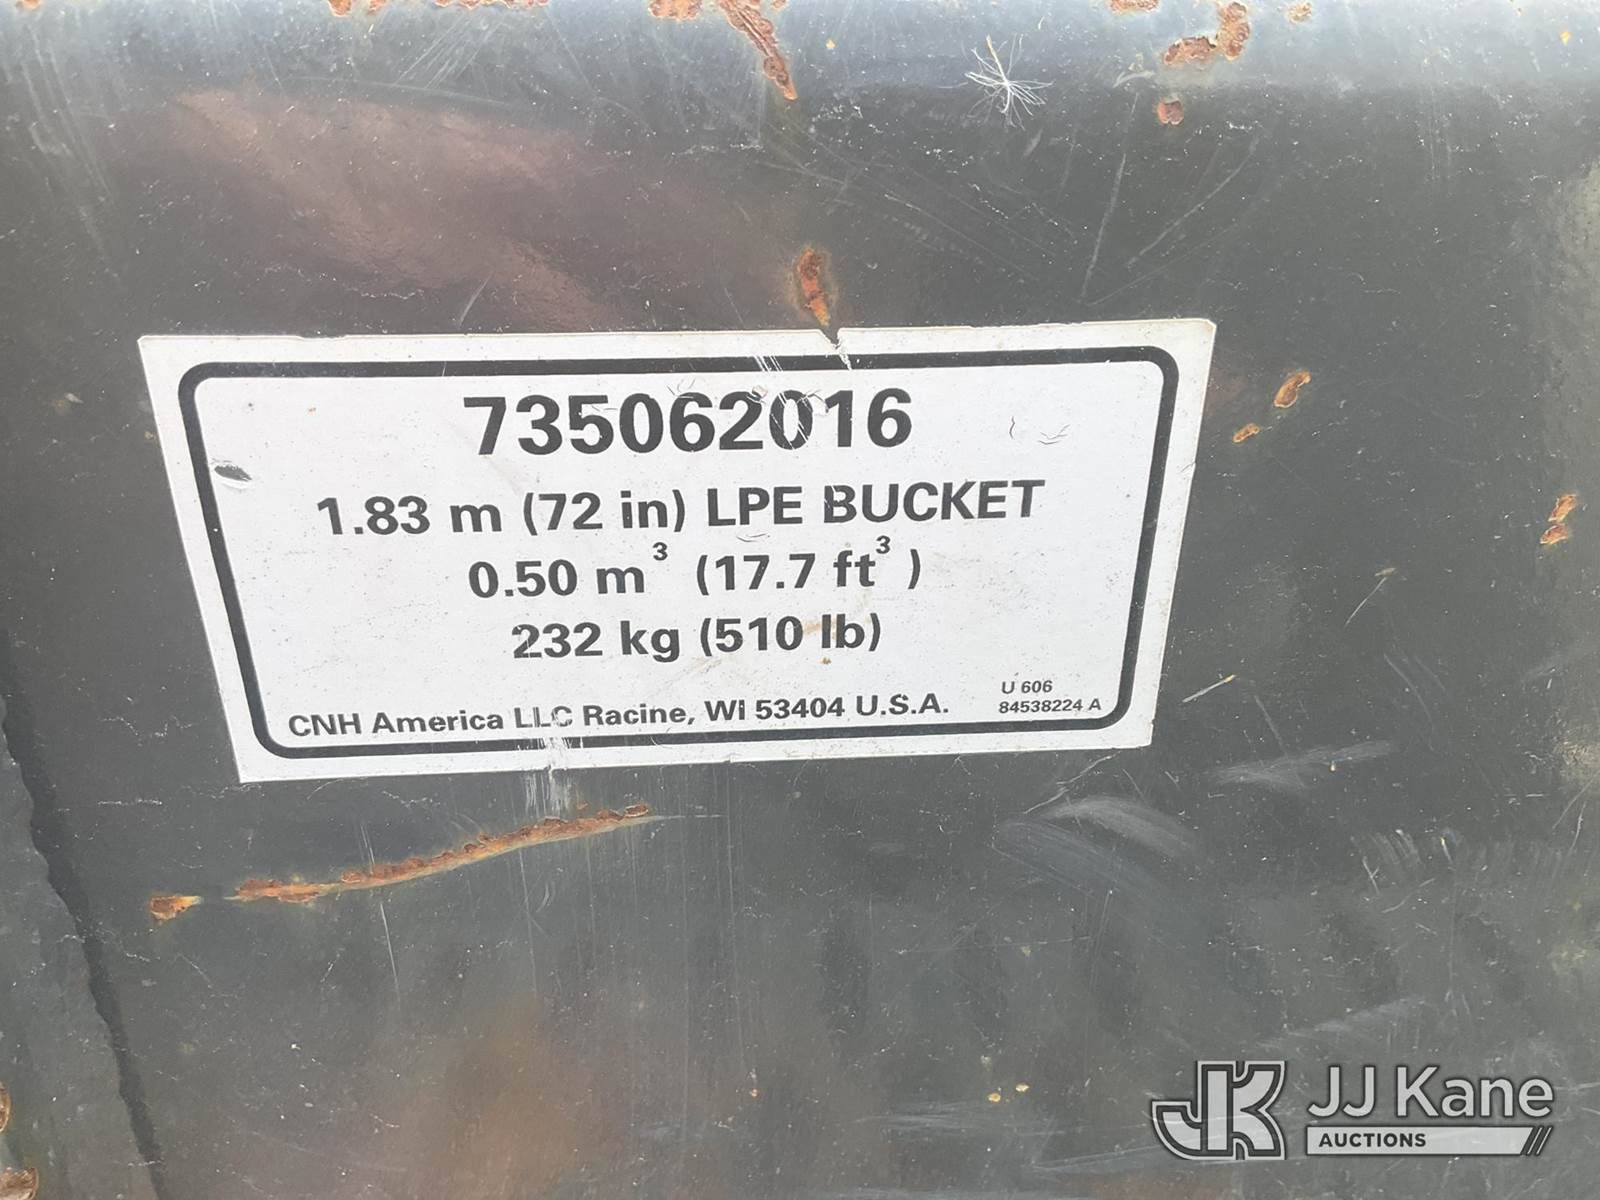 735062016
1.83 m (72 in) LPE BUCKET
0.50 m³ (17.7 ft³)
232 kg (510 lb)
CNH America LLC Racine, WI 53404 U.S.A.
U 606
84538224 A
JK JJ Kane
AUCTIONS